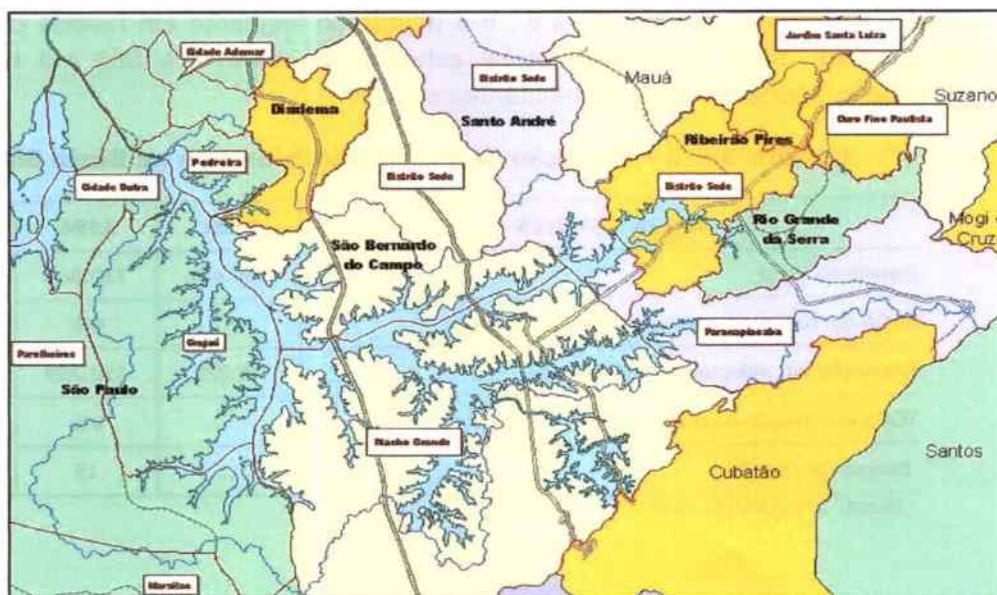 Cidade Ademar
Jardim Santa Luiza
Distrito Sede
Mauá
Diadema
Santo André
Suzano
Ouro Fino Paulista
Ribeirão Pires
Pedreira
Distrito Sede
Distrito Sede
Cidade Dutra
Rio Grande
da Serra
Mogi
Cruz
São Bernardo
do Campo
Paranapiacaba
Grajaú
Parelheiros
São Paulo
Riacho Grande
Cubatão
Santos
Marsilac